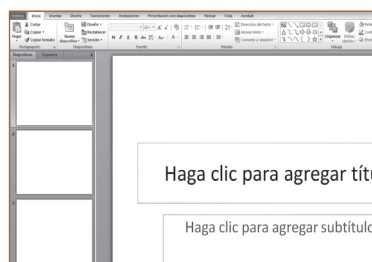 Archivo Inicio Insertar Diseño Transiciones Animaciones Presentación con diapositivas Revisar Vista Acrobat
Cortar
Copiar
Copiar formato
Pegar
Portapapeles
Nueva diapositiva
Diseño
Restablecer
Sección
Diapositivas
Fuente
Dirección del texto
Alinear texto
Convertir a SmartArt
Párrafo
Organizar
Estilos
Dibujo
Diapositivas Esquema
1
2
3
Haga clic para agregar títu
Haga clic para agregar subtítulo